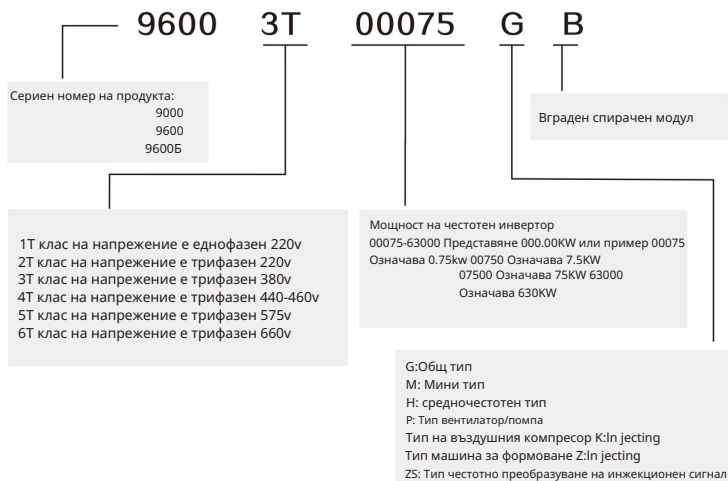 9600 3T 00075 G B
Сериен номер на продукта:
9000
9600
9600Б
Вграден спирачен модул
1T клас на напрежение е еднофазен 220v
2T клас на напрежение е трифазен 220v
3T клас на напрежение е трифазен 380v
4T клас на напрежение е трифазен 440-460v
5T клас на напрежение е трифазен 575v
6T клас на напрежение е трифазен 660v
Мощност на честотен инвертор
00075-63000 Представяне 000.00KW или пример 00075
Означава 0.75kw 00750 Означава 7.5KW
07500 Означава 75KW 63000
Означава 630KW
G:Общ тип
M: Мини тип
H: средночестотен тип
P: Тип вентилатор/помпа
Тип на въздушния компресор K:ln jecting
Тип машина за формоване Z:ln jecting
ZS: Тип честотно преобразуване на инжекционен сигнал